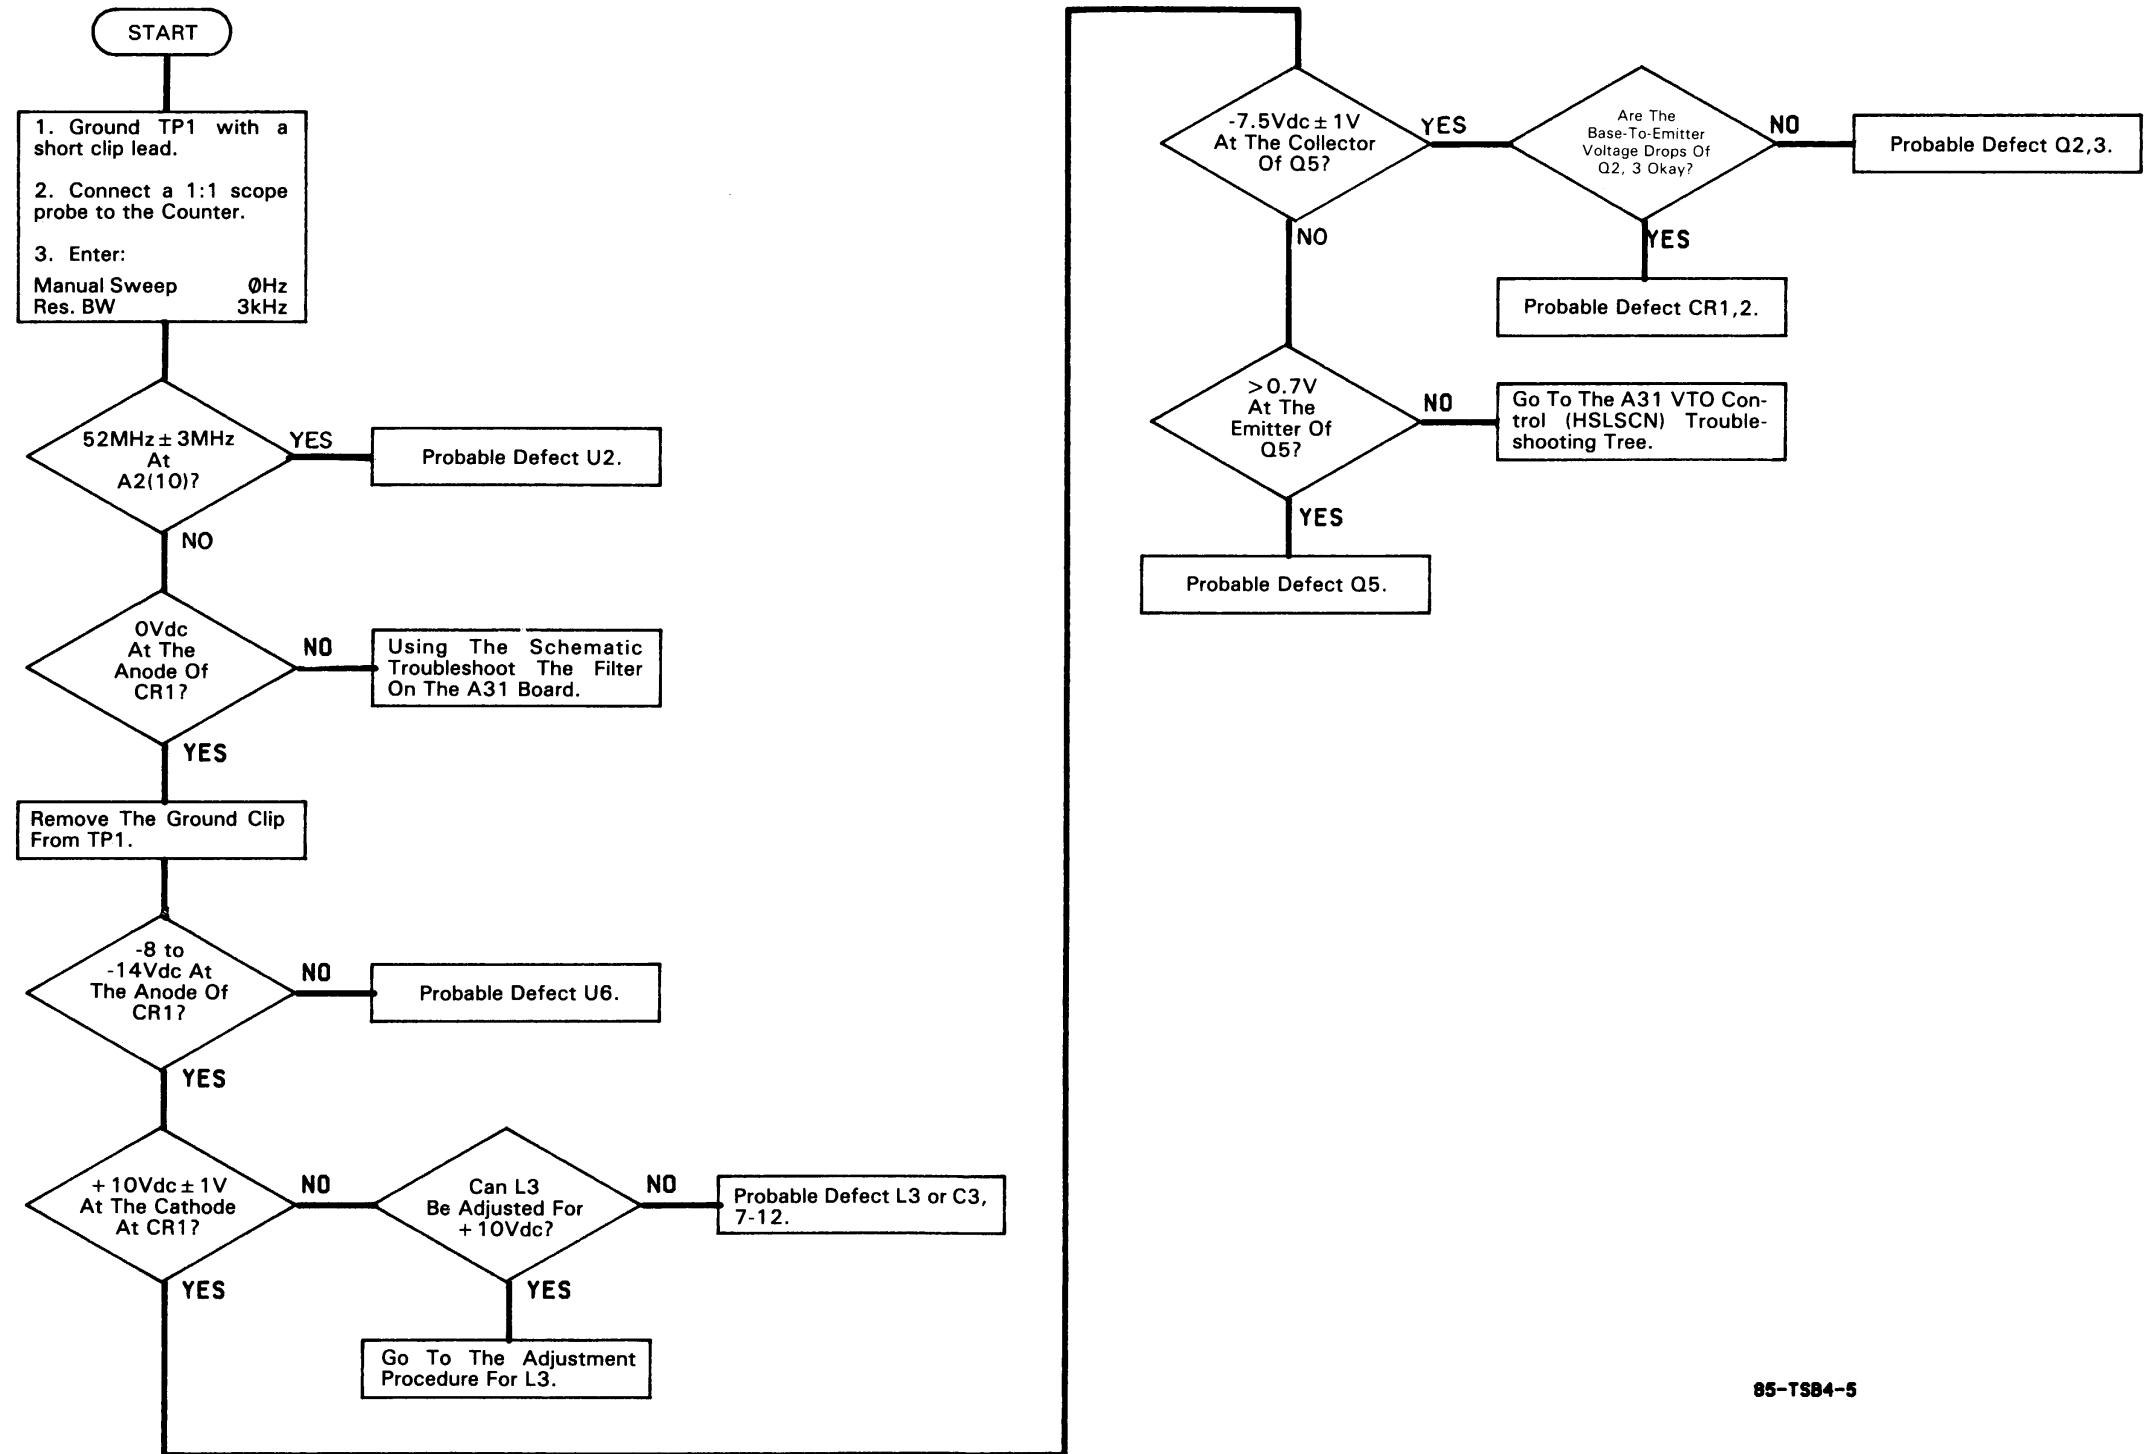 START
1. Ground TP1 with a
short clip lead.
2. Connect a 1:1 scope
probe to the Counter.
3. Enter:
Manual Sweep 0Hz
Res. BW 3kHz
52MHz ± 3MHz
At
A2(10)?
YES
Probable Defect U2.
NO
0Vdc
At The
Anode Of
CR1?
NO
Using The Schematic
Troubleshoot The Filter
On The A31 Board.
YES
Remove The Ground Clip
From TP1.
-8 to
-14Vdc At
The Anode Of
CR1?
NO
Probable Defect U6.
YES
+10Vdc ± 1V
At The Cathode
At CR1?
NO
Can L3
Be Adjusted For
+10Vdc?
NO
Probable Defect L3 or C3,
7-12.
YES
Go To The Adjustment
Procedure For L3.
YES
-7.5Vdc ± 1V
At The Collector
Of Q5?
YES
Are The
Base-To-Emitter
Voltage Drops Of
Q2, 3 Okay?
NO
Probable Defect Q2,3.
YES
Probable Defect CR1,2.
NO
>0.7V
At The
Emitter Of
Q5?
NO
Go To The A31 VTO Con-
trol (HSLSCN) Trouble-
shooting Tree.
YES
Probable Defect Q5.
85-TSB4-5